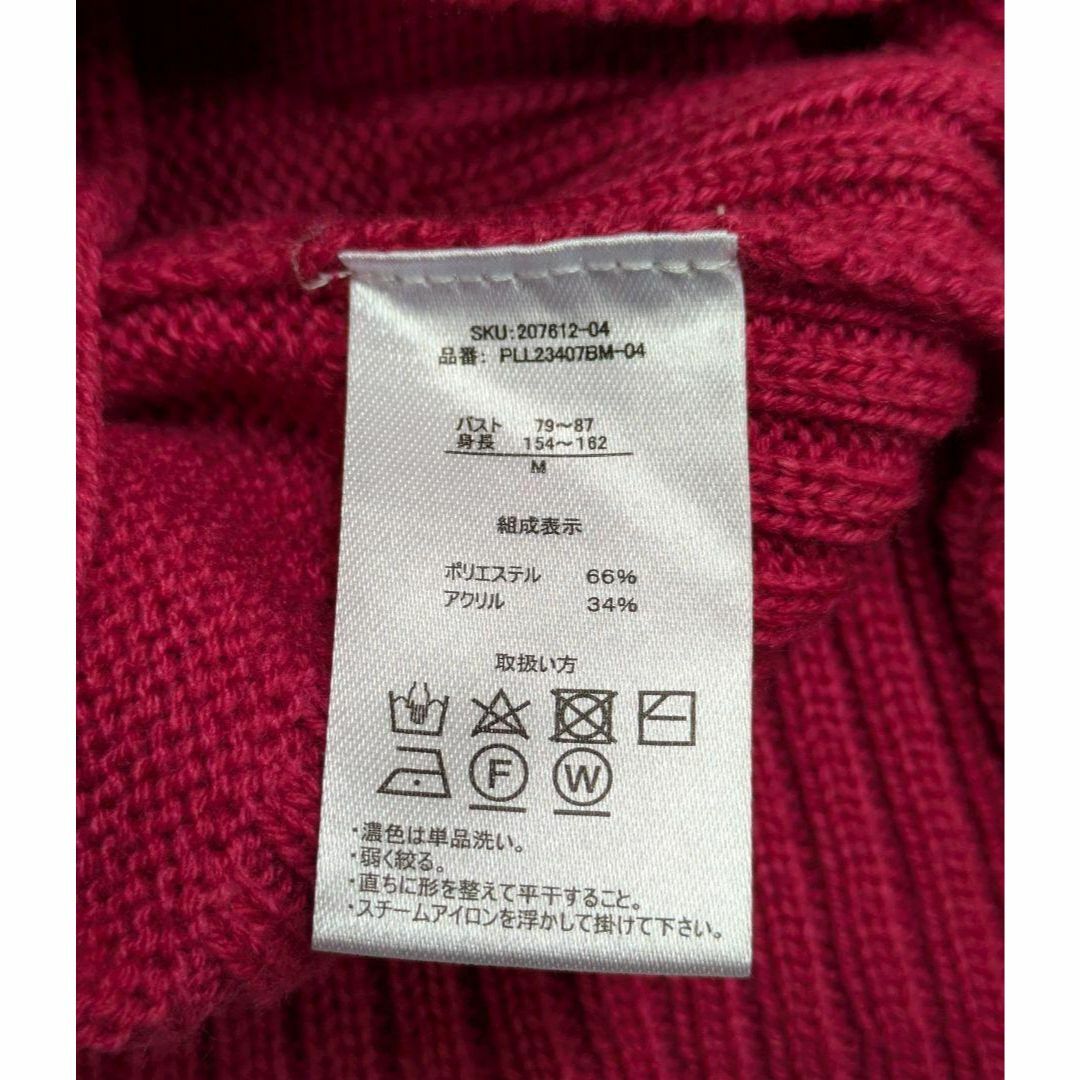 SKU:207612-04
品番: PLL23407BM-04
バスト 79～87
身長 154～162
M
組成表示
ポリエステル 66%
アクリル 34%
取扱い方
F W
・濃色は単品洗い。
・弱く絞る。
・直ちに形を整えて平干すること。
・スチームアイロンを浮かして掛けて下さい。